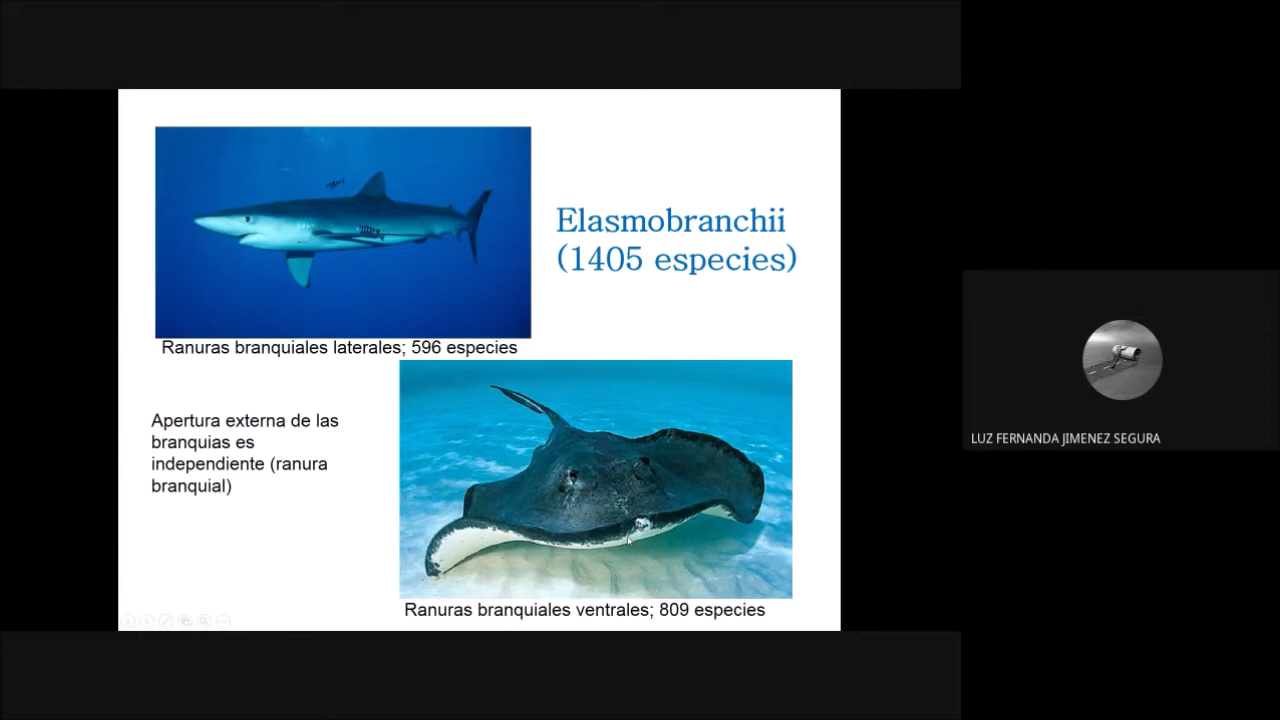 Elasmobranchii
(1405 especies)
Ranuras branquiales laterales; 596 especies
Apertura externa de las
branquias es
independiente (ranura
branquial)
Ranuras branquiales ventrales; 809 especies
LUZ FERNANDA JIMENEZ SEGURA